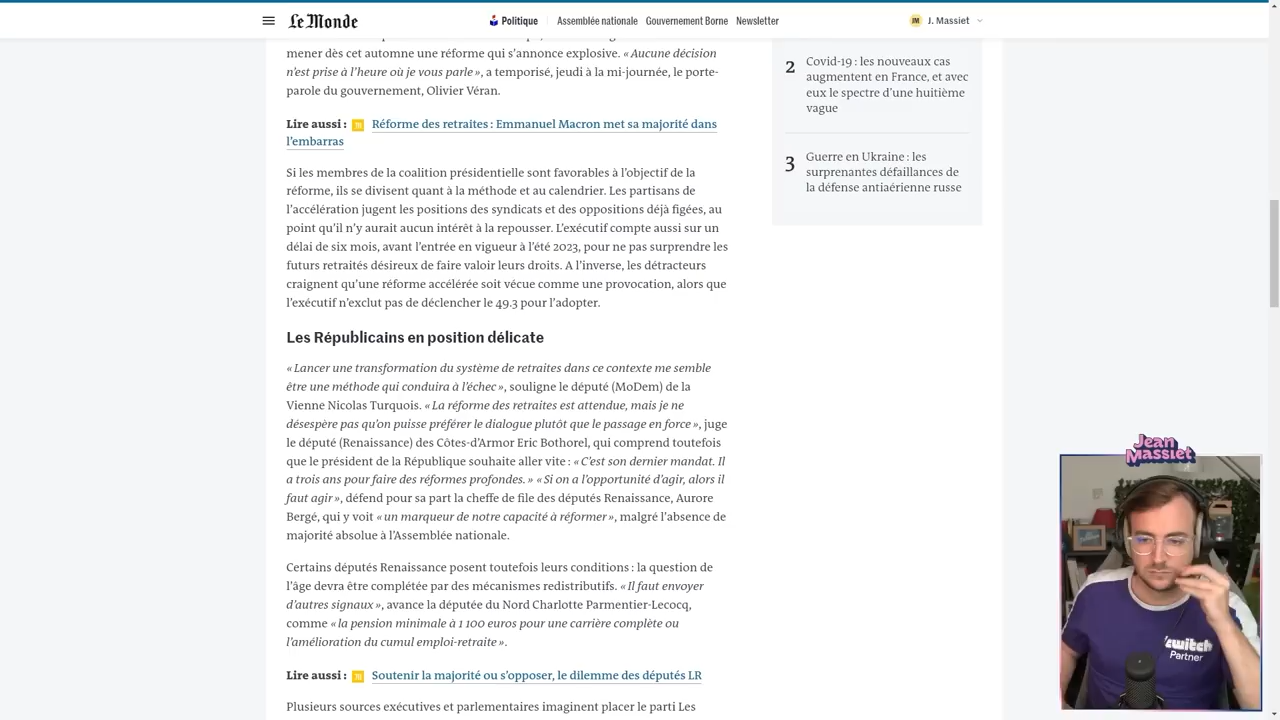 Le Monde
Politique
Assemblée nationale
Gouvernement Borne
Newsletter
JM
J. Massiet
mener dès cet automne une réforme qui s’annonce explosive. « Aucune décision
n’est prise à l’heure où je vous parle », a temporisé, jeudi à la mi-journée, le porte-
parole du gouvernement, Olivier Véran.
Lire aussi : Réforme des retraites : Emmanuel Macron met sa majorité dans
l’embarras
Si les membres de la coalition présidentielle sont favorables à l’objectif de la
réforme, ils se divisent quant à la méthode et au calendrier. Les partisans de
l’accélération jugent les positions des syndicats et des oppositions déjà figées, au
point qu’il n’y aurait aucun intérêt à la repousser. L’exécutif compte aussi sur un
délai de six mois, avant l’entrée en vigueur à l’été 2023, pour ne pas surprendre les
futurs retraités désireux de faire valoir leurs droits. A l’inverse, les détracteurs
craignent qu’une réforme accélérée soit vécue comme une provocation, alors que
l’exécutif n’exclut pas de déclencher le 49.3 pour l’adopter.
Les Républicains en position délicate
« Lancer une transformation du système de retraites dans ce contexte me semble
être une méthode qui conduira à l’échec », souligne le député (MoDem) de la
Vienne Nicolas Turquois. « La réforme des retraites est attendue, mais je ne
désespère pas qu’on puisse préférer le dialogue plutôt que le passage en force », juge
le député (Renaissance) des Côtes-d’Armor Eric Bothorel, qui comprend toutefois
que le président de la République souhaite aller vite : « C’est son dernier mandat. Il
a trois ans pour faire des réformes profondes. » « Si on a l’opportunité d’agir, alors il
faut agir », défend pour sa part la cheffe de file des députés Renaissance, Aurore
Bergé, qui y voit « un marqueur de notre capacité à réformer », malgré l’absence de
majorité absolue à l’Assemblée nationale.
Certains députés Renaissance posent toutefois leurs conditions : la question de
l’âge devra être complétée par des mécanismes redistributifs. « Il faut envoyer
d’autres signaux », avance la députée du Nord Charlotte Parmentier-Lecocq,
comme « la pension minimale à 1 100 euros pour une carrière complète ou
l’amélioration du cumul emploi-retraite ».
Lire aussi : Soutenir la majorité ou s’opposer, le dilemme des députés LR
Plusieurs sources exécutives et parlementaires imaginent placer le parti Les
2
Covid-19 : les nouveaux cas
augmentent en France, et avec
eux le spectre d’une huitième
vague
3
Guerre en Ukraine : les
surprenantes défaillances de
la défense antiaérienne russe
Jean
Massiet
twitch
Partner